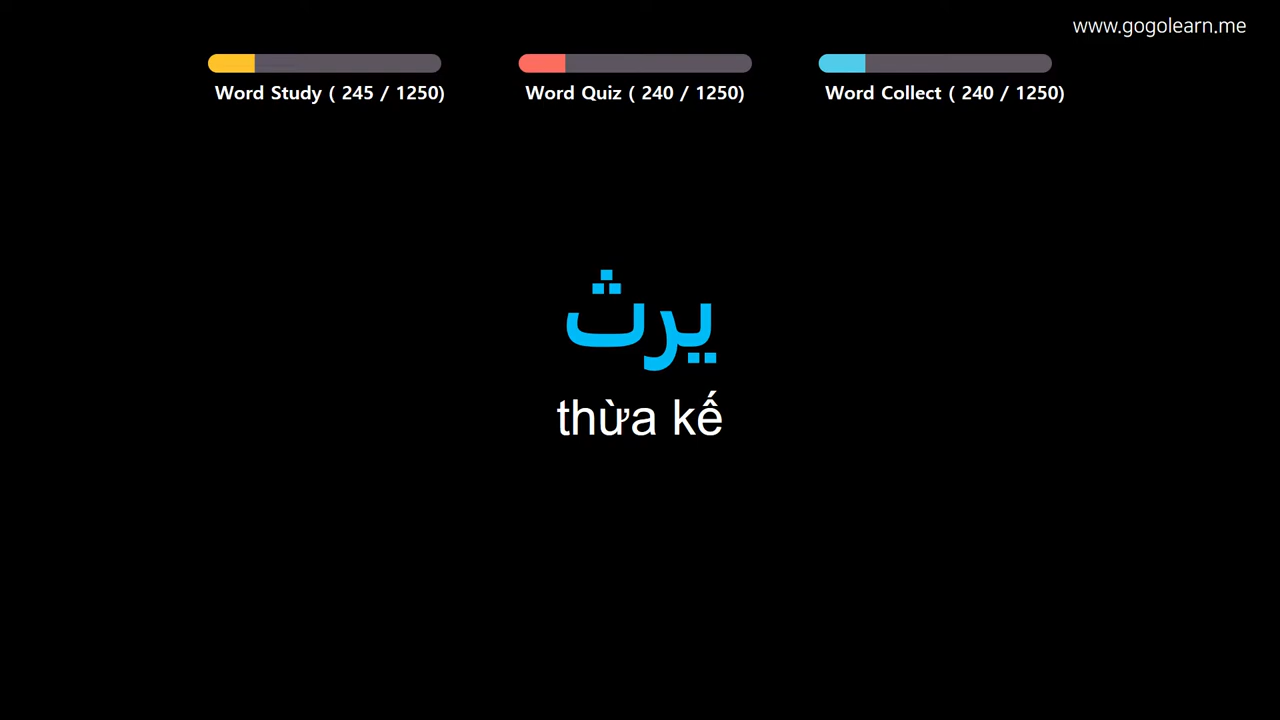 www.gogolearn.me
Word Study ( 245 / 1250)
Word Quiz ( 240 / 1250)
Word Collect ( 240 / 1250)
يرث
thừa kế